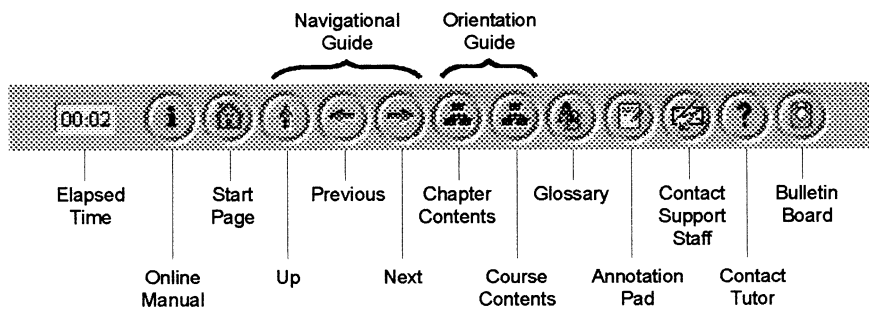 Navigational
Guide
Orientation
Guide
00:02
i
?
Elapsed
Time
Start
Page
Previous
Chapter
Contents
Glossary
Contact
Support
Staff
Bulletin
Board
Online
Manual
Up
Next
Course
Contents
Annotation
Pad
Contact
Tutor